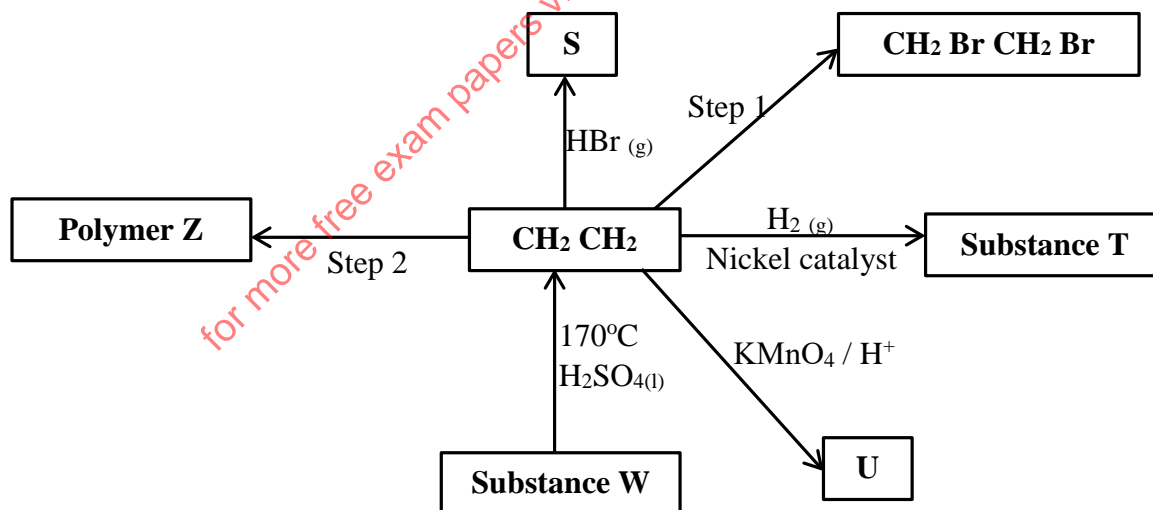 S
CH₂ Br CH₂ Br
Step 1
HBr (g)
Polymer Z
Step 2
CH₂ CH₂
H₂ (g)
Nickel catalyst
Substance T
170ºC
H₂SO₄(l)
KMnO₄ / H⁺
Substance W
U
for more free exam papers